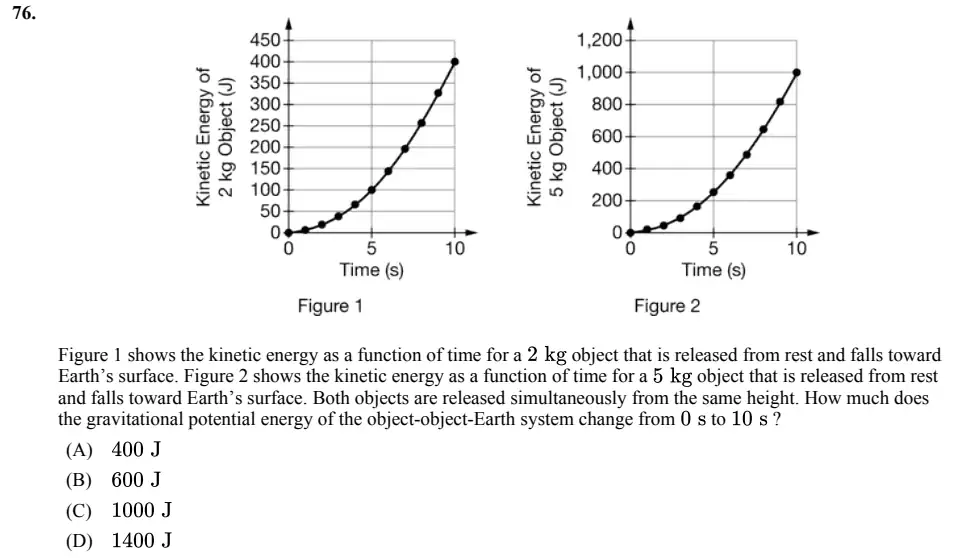 76.
Kinetic Energy of
2 kg Object (J)
450
400
350
300
250
200
150
100
50
0
0 5 10
Time (s)
Figure 1
Kinetic Energy of
5 kg Object (J)
1,200
1,000
800
600
400
200
0
0 5 10
Time (s)
Figure 2
Figure 1 shows the kinetic energy as a function of time for a 2 kg object that is released from rest and falls toward
Earth's surface. Figure 2 shows the kinetic energy as a function of time for a 5 kg object that is released from rest
and falls toward Earth's surface. Both objects are released simultaneously from the same height. How much does
the gravitational potential energy of the object-object-Earth system change from 0 s to 10 s ?
(A) 400 J
(B) 600 J
(C) 1000 J
(D) 1400 J